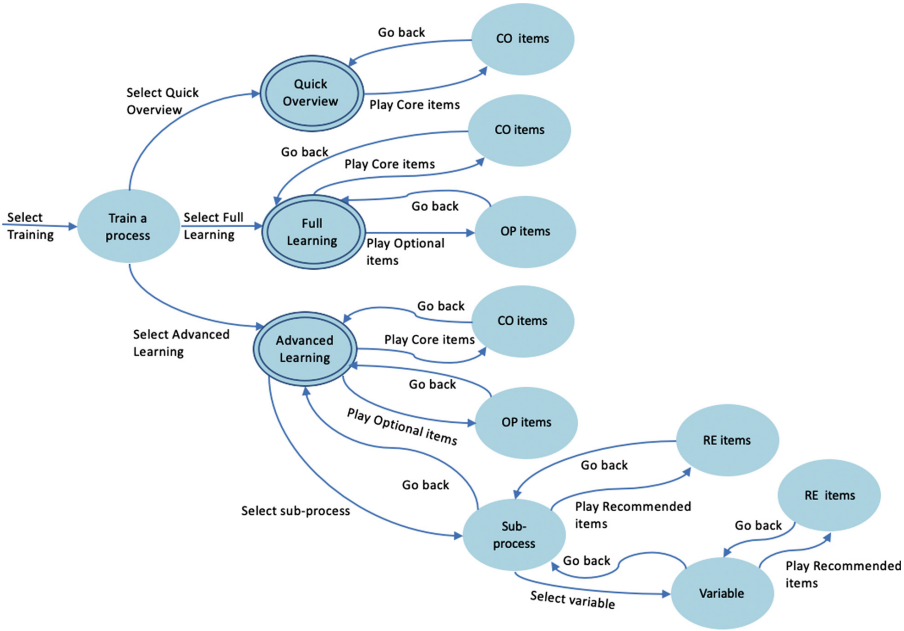 Go back
CO items
Select Quick
Overview
Quick
Overview
Play Core items
CO items
Go back
Play Core items
Select
Training
Train a
process
Select Full
Learning
Full
Learning
Go back
Play Optional
items
OP items
Go back
CO items
Select Advanced
Learning
Advanced
Learning
Play Core items
Go back
Play Optional items
OP items
RE items
Go back
Go back
Select sub-process
Play Recommended
items
RE items
Sub-
process
Go back
Go back
Play Recommended
items
Select variable
Variable